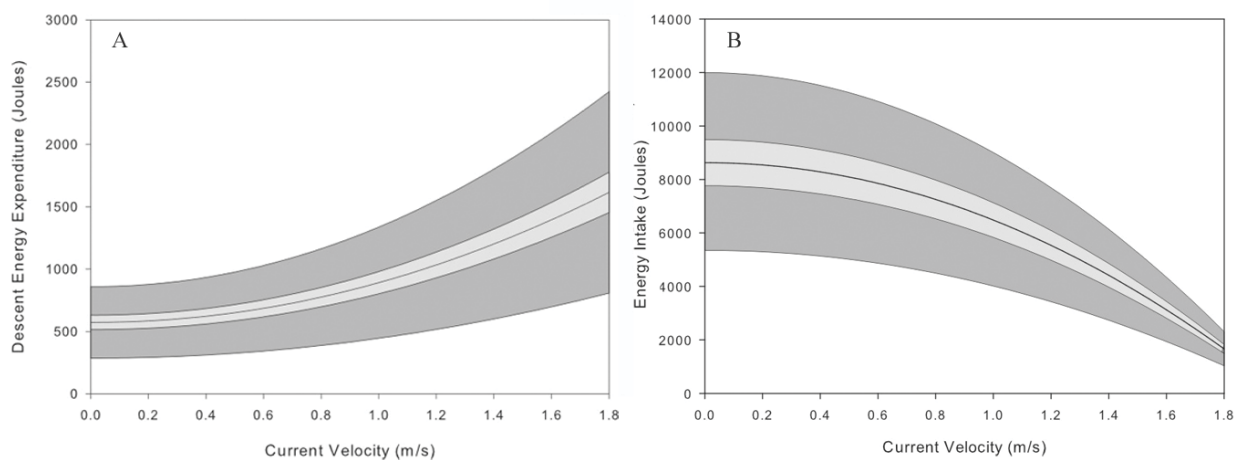 A
Descent Energy Expenditure (Joules)
3000
2500
2000
1500
1000
500
0
0.0 0.2 0.4 0.6 0.8 1.0 1.2 1.4 1.6 1.8
Current Velocity (m/s)
B
Energy Intake (Joules)
14000
12000
10000
8000
6000
4000
2000
0
0.0 0.2 0.4 0.6 0.8 1.0 1.2 1.4 1.6 1.8
Current Velocity (m/s)